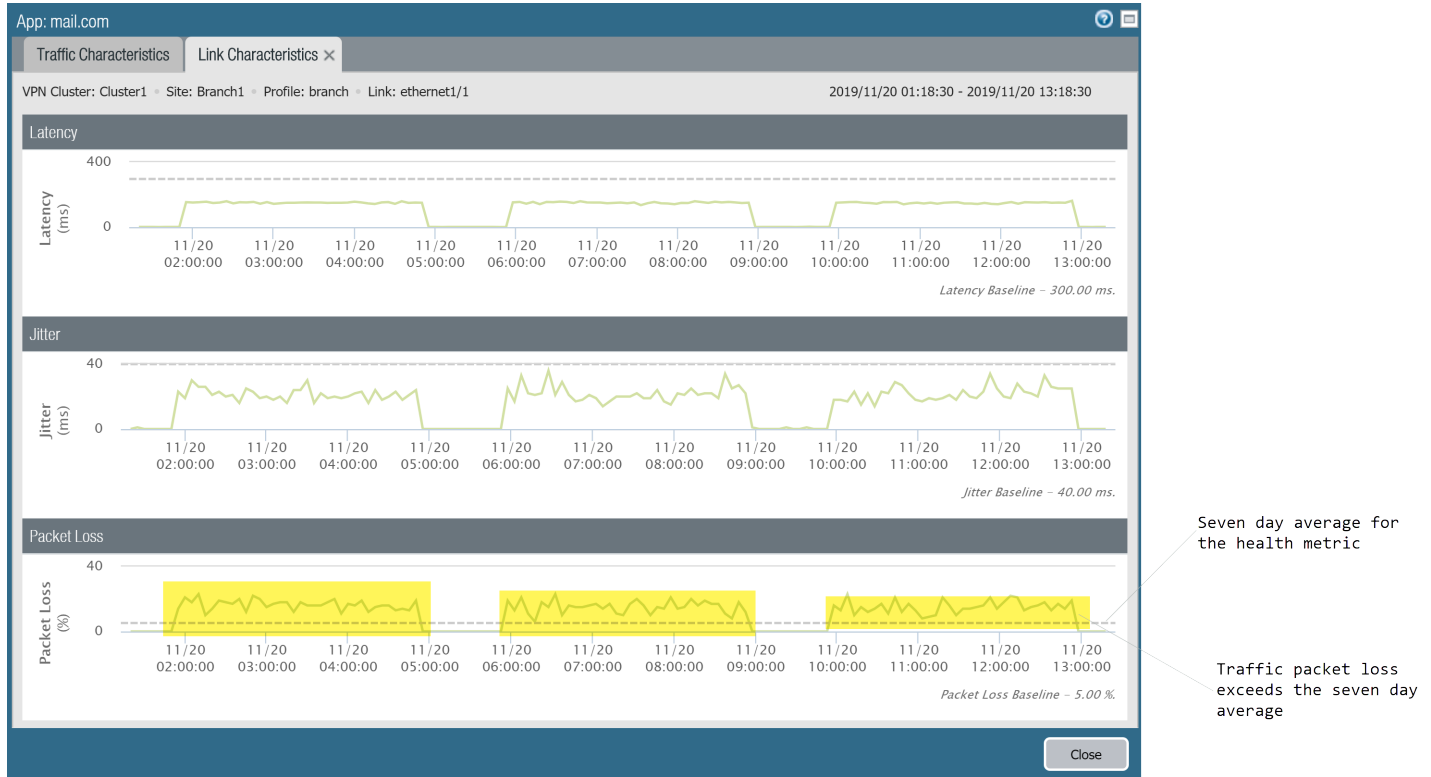 App: mail.com
Traffic Characteristics
Link Characteristics
VPN Cluster: Cluster1 Site: Branch1 Profile: branch Link: ethernet1/1
2019/11/20 01:18:30 - 2019/11/20 13:18:30
Latency
Latency
(ms)
400
0
11/20 11/20 11/20 11/20 11/20 11/20 11/20 11/20 11/20 11/20 11/20 11/20
02:00:00 03:00:00 04:00:00 05:00:00 06:00:00 07:00:00 08:00:00 09:00:00 10:00:00 11:00:00 12:00:00 13:00:00
Latency Baseline – 300.00 ms.
Jitter
Jitter
(ms)
40
0
11/20 11/20 11/20 11/20 11/20 11/20 11/20 11/20 11/20 11/20 11/20 11/20
02:00:00 03:00:00 04:00:00 05:00:00 06:00:00 07:00:00 08:00:00 09:00:00 10:00:00 11:00:00 12:00:00 13:00:00
Jitter Baseline – 40.00 ms.
Packet Loss
Packet Loss
(%)
40
0
11/20 11/20 11/20 11/20 11/20 11/20 11/20 11/20 11/20 11/20 11/20 11/20
02:00:00 03:00:00 04:00:00 05:00:00 06:00:00 07:00:00 08:00:00 09:00:00 10:00:00 11:00:00 12:00:00 13:00:00
Packet Loss Baseline – 5.00 %.
Seven day average for
the health metric
Traffic packet loss
exceeds the seven day
average
Close